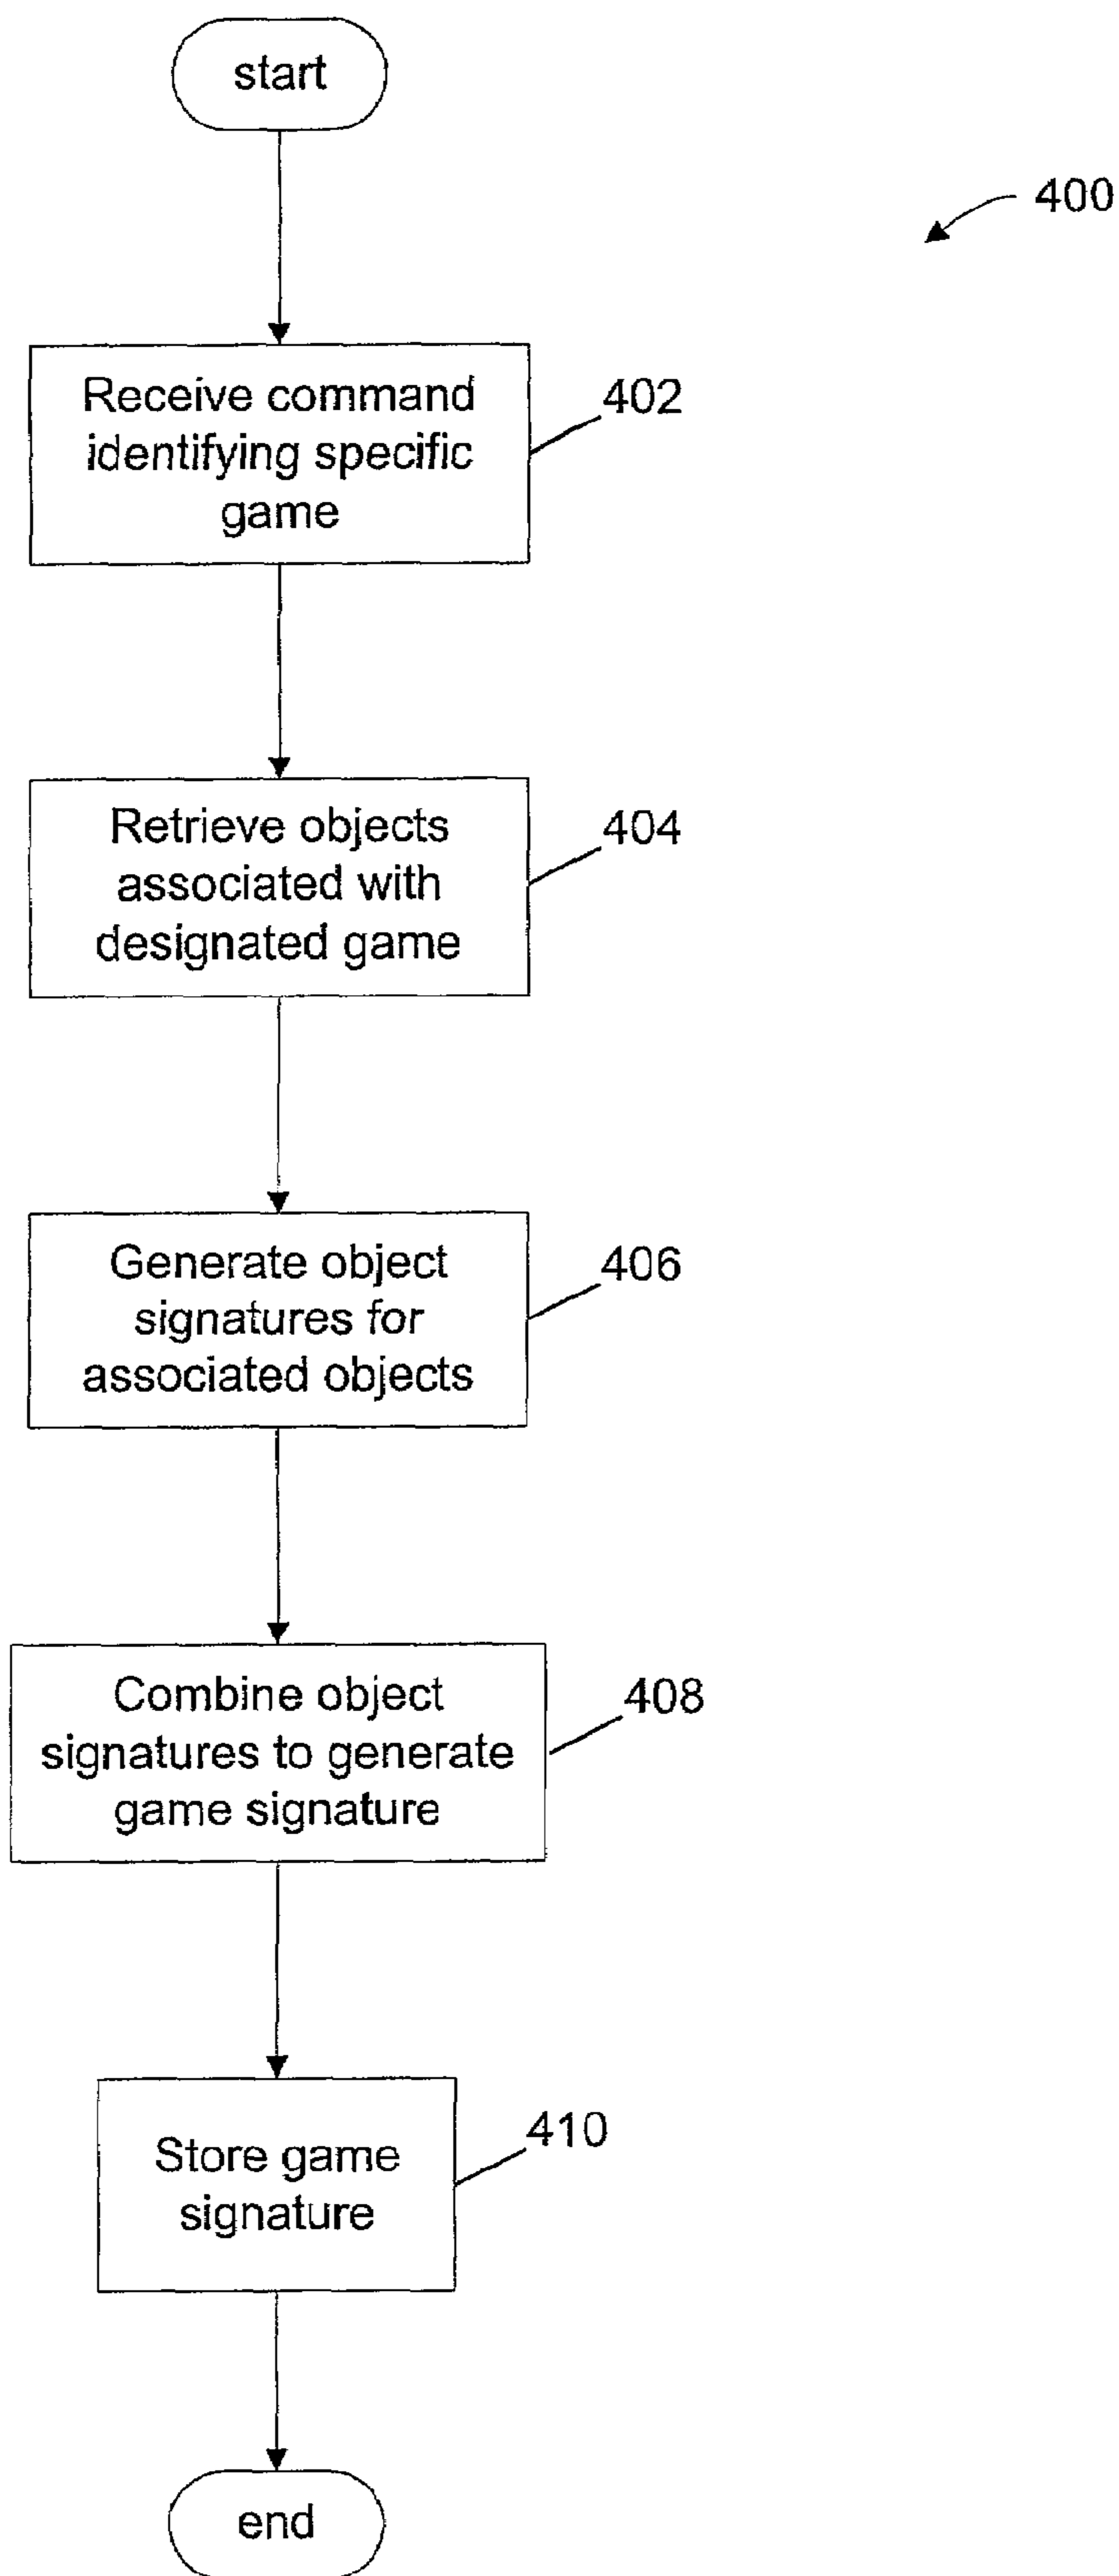 start
400
Receive command
identifying specific
game
402
Retrieve objects
associated with
designated game
404
Generate object
signatures for
associated objects
406
Combine object
signatures to generate
game signature
408
Store game
signature
410
end